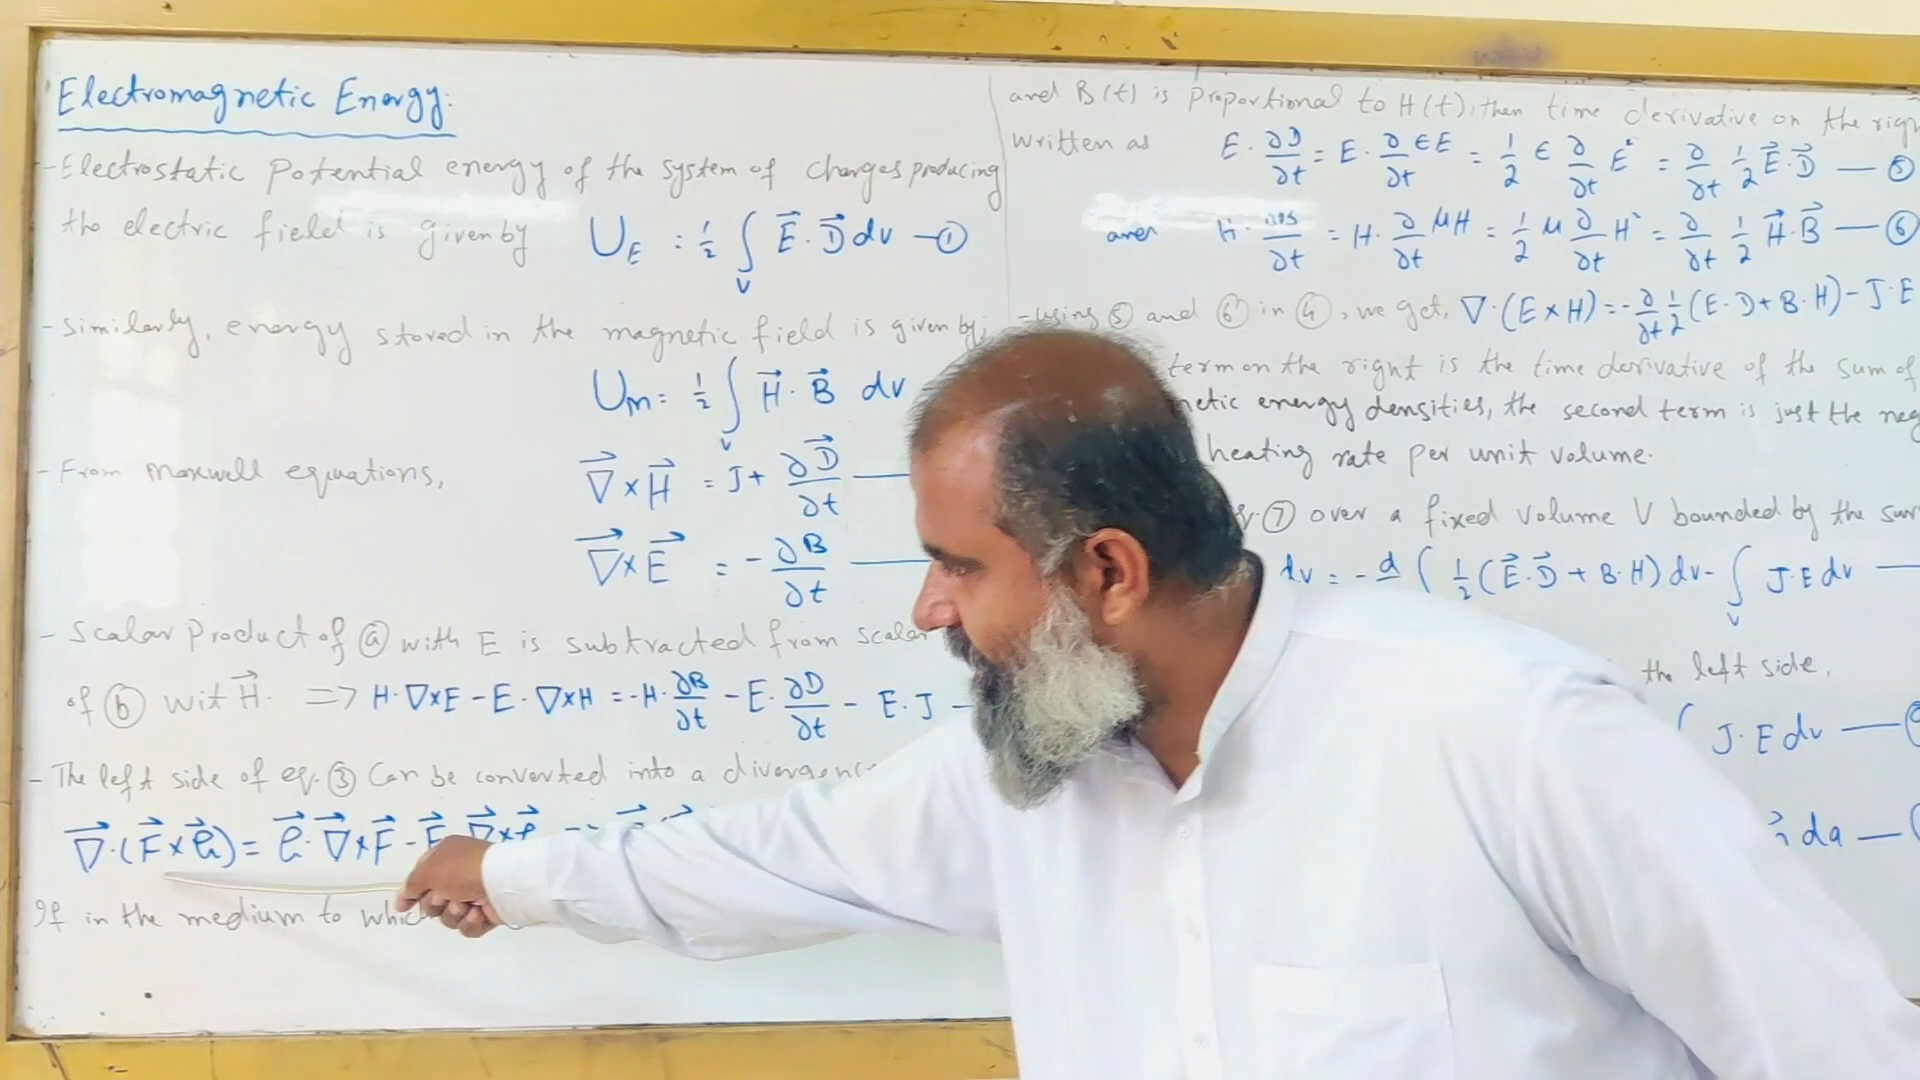 Electromagnetic Energy:
- Electrostatic Potential energy of the system of charges producing
the electric field is given by U_E = 1/2 ∫_V E⃗ · D⃗ dv — ①
- Similarly, energy stored in the magnetic field is given by;
U_m = 1/2 ∫_V H⃗ · B⃗ dv
- From maxwell equations,
∇⃗ × H⃗ = J + ∂D⃗/∂t —
∇⃗ × E⃗ = - ∂B/∂t —
- Scalar Product of ⓐ with E is subtracted from scalar
of ⓑ wit H⃗. => H · ∇×E - E · ∇×H = - H · ∂B/∂t - E · ∂D/∂t - E · J —
- The left side of eq. ③ Can be converted into a
∇⃗ · (F⃗ × G⃗) = G⃗ · ∇⃗ × F⃗ -
If in the medium to
and B(t) is proportional to H(t), then time derivative on the
written as E · ∂D/∂t = E · ∂/∂t ϵE = 1/2 ϵ ∂/∂t E² = ∂/∂t 1/2 E⃗ · D⃗ — ⑤
and H · ∂B/∂t = H · ∂/∂t μH = 1/2 μ ∂/∂t H² = ∂/∂t 1/2 H⃗ · B⃗ — ⑥
- using ⑤ and ⑥ in ④, we get, ∇ · (E × H) = - ∂/∂t 1/2 (E · D + B · H) - J · E
term on the right is the time derivative of the sum of
energy densities, the second term is just the
heating rate per unit volume.
⑦ over a fixed volume V bounded by the
dv = - d ∫ 1/2 (E⃗ · D⃗ + B · H) dv - ∫_V J · E dv —
the left side,
J · E dv —
da —